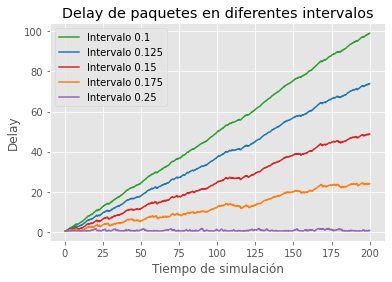 Delay de paquetes en diferentes intervalos
Intervalo 0.1
Intervalo 0.125
Intervalo 0.15
Intervalo 0.175
Intervalo 0.25
Delay
100
80
60
40
20
0
0 25 50 75 100 125 150 175 200
Tiempo de simulación